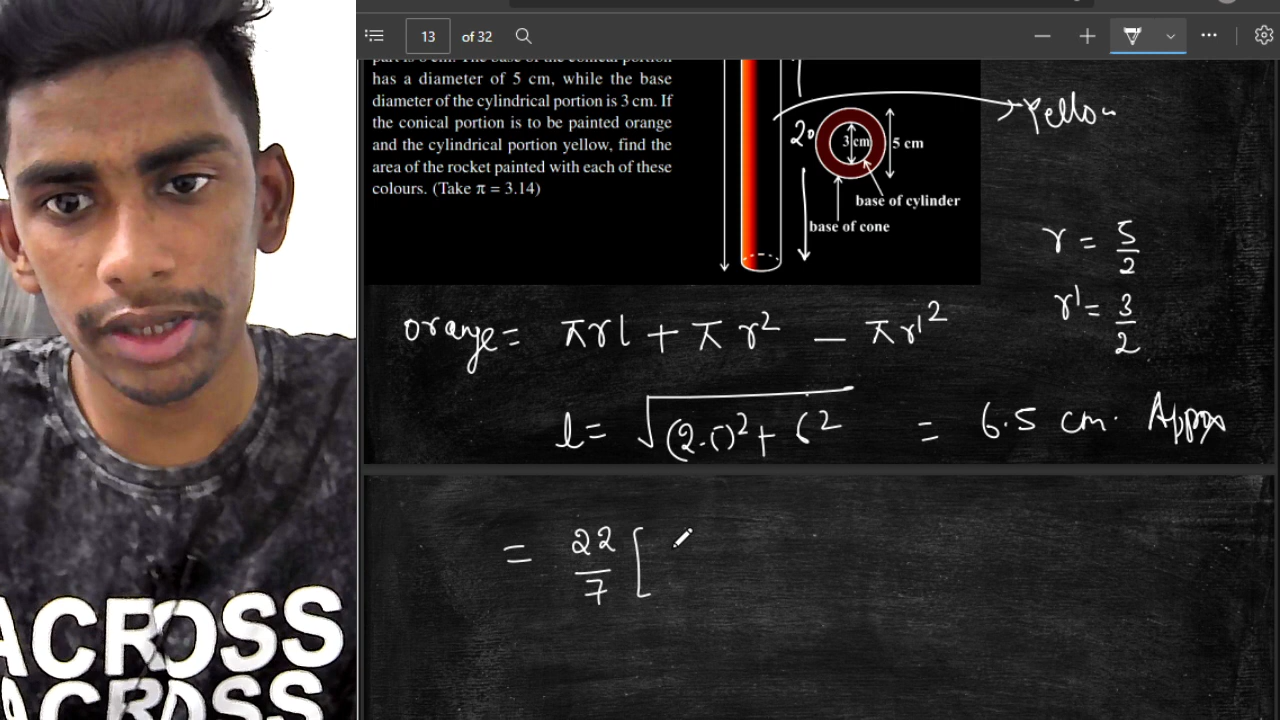 13 of 32
has a diameter of 5 cm, while the base
diameter of the cylindrical portion is 3 cm. If
the conical portion is to be painted orange
and the cylindrical portion yellow, find the
area of the rocket painted with each of these
colours. (Take π = 3.14)
Yellow
20
3 cm
5 cm
base of cylinder
base of cone
r = 5/2
r' = 3/2
orange = πrl + πr² − πr'²
l = √(2.5)² + 6² = 6.5 cm. Approx
= 22/7 [
ACROSS
ACROSS